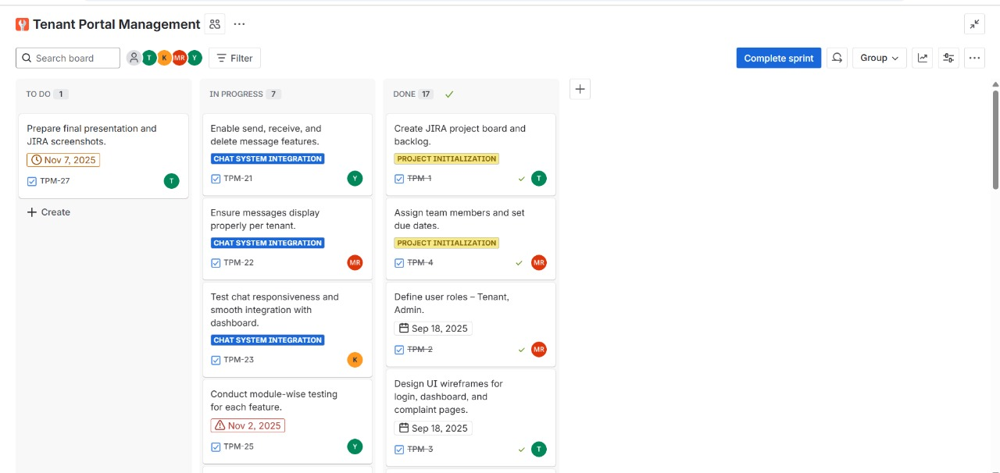 Tenant Portal Management
Search board
T K MR Y
Filter
Complete sprint
Group
TO DO 1
Prepare final presentation and
JIRA screenshots.
Nov 7, 2025
TPM-27
T
Create
IN PROGRESS 7
Enable send, receive, and
delete message features.
CHAT SYSTEM INTEGRATION
TPM-21
Y
Ensure messages display
properly per tenant.
CHAT SYSTEM INTEGRATION
TPM-22
MR
Test chat responsiveness and
smooth integration with
dashboard.
CHAT SYSTEM INTEGRATION
TPM-23
K
Conduct module-wise testing
for each feature.
Nov 2, 2025
TPM-25
Y
DONE 17
Create JIRA project board and
backlog.
PROJECT INITIALIZATION
TPM-1
T
Assign team members and set
due dates.
PROJECT INITIALIZATION
TPM-4
MR
Define user roles – Tenant,
Admin.
Sep 18, 2025
TPM-2
MR
Design UI wireframes for
login, dashboard, and
complaint pages.
Sep 18, 2025
TPM-3
T